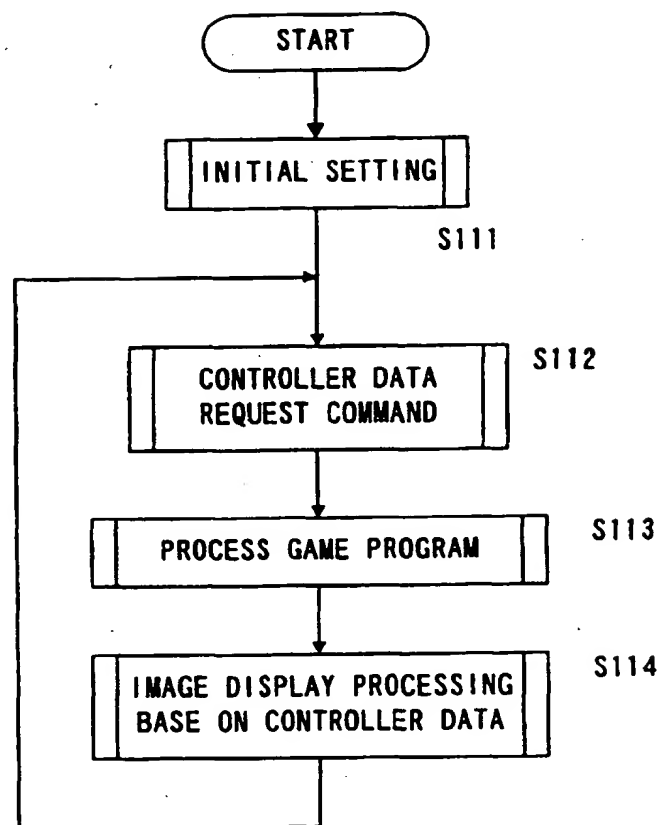 START
INITIAL SETTING
S111
CONTROLLER DATA
REQUEST COMMAND
S112
PROCESS GAME PROGRAM
S113
IMAGE DISPLAY PROCESSING
BASE ON CONTROLLER DATA
S114